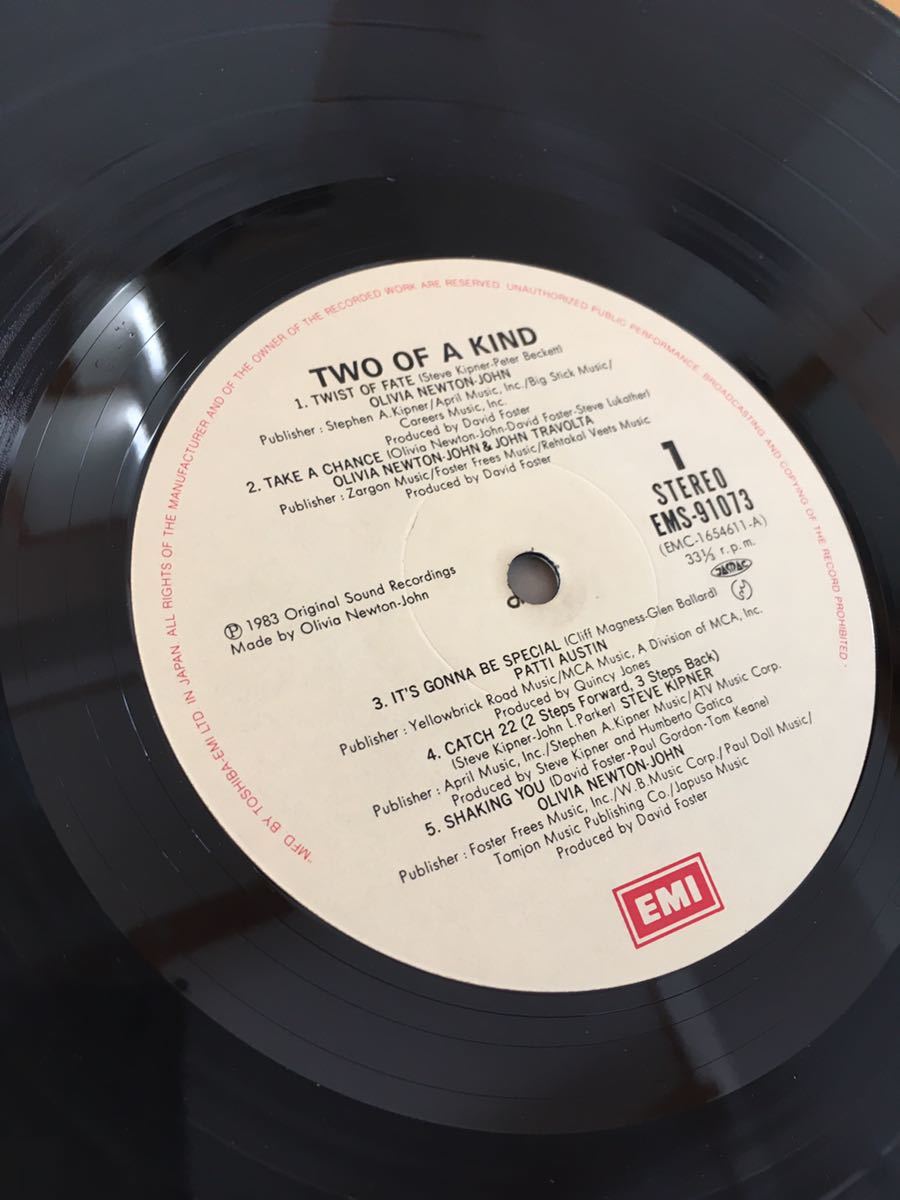 "MFD BY TOSHIBA-EMI LTD IN JAPAN. ALL RIGHTS OF THE MANUFACTURER AND OF THE OWNER OF THE RECORDED WORK ARE RESERVED. UNAUTHORIZED PUBLIC PERFORMANCE, BROADCASTING AND COPYING OF THE RECORD PROHIBITED"
TWO OF A KIND
1. TWIST OF FATE (Steve Kipner-Peter Beckett)
OLIVIA NEWTON-JOHN
Publisher : Stephen A. Kipner/April Music, Inc./Big Stick Music/
Careers Music, Inc.
Produced by David Foster
2. TAKE A CHANCE (Olivia Newton-John-David Foster-Steve Lukather)
OLIVIA NEWTON-JOHN & JOHN TRAVOLTA
Publisher : Zargon Music/Foster Frees Music/Rehtakal Veets Music
Produced by David Foster
1
STEREO
EMS-91073
(EMC-1654611-A)
33⅓ r.p.m.
JASRAC
Ⓟ 1983 Original Sound Recordings
Made by Olivia Newton-John
3. IT'S GONNA BE SPECIAL (Cliff Magness-Glen Ballard)
PATTI AUSTIN
Publisher : Yellowbrick Road Music/MCA Music, A Division of MCA, Inc.
Produced by Quincy Jones
4. CATCH 22 (2 Steps Forward, 3 Steps Back)
(Steve Kipner-John L. Parker) STEVE KIPNER
Publisher : April Music, Inc./Stephen A. Kipner Music/ATV Music Corp.
Produced by Steve Kipner and Humberto Gatica
5. SHAKING YOU (David Foster-Paul Gordon-Tom Keane)
OLIVIA NEWTON-JOHN
Publisher : Foster Frees Music, Inc./W. B. Music Corp./Paul Doll Music/
Tomjon Music Publishing Co./Japusa Music
Produced by David Foster
EMI